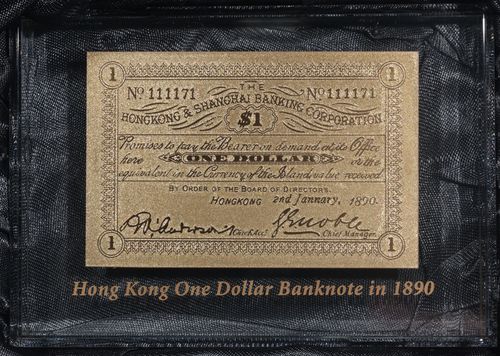 1 1
THE
No 111171 No 111171
HONGKONG & SHANGHAI BANKING CORPORATION
$1
Promises to pay the Bearer on demand at its Office
here ONE DOLLAR or the
equivalent in the Currency of the Island value received
BY ORDER OF THE BOARD OF DIRECTORS.
HONGKONG 2nd January, 1890.
Chief Manager.
1 1
Hong Kong One Dollar Banknote in 1890